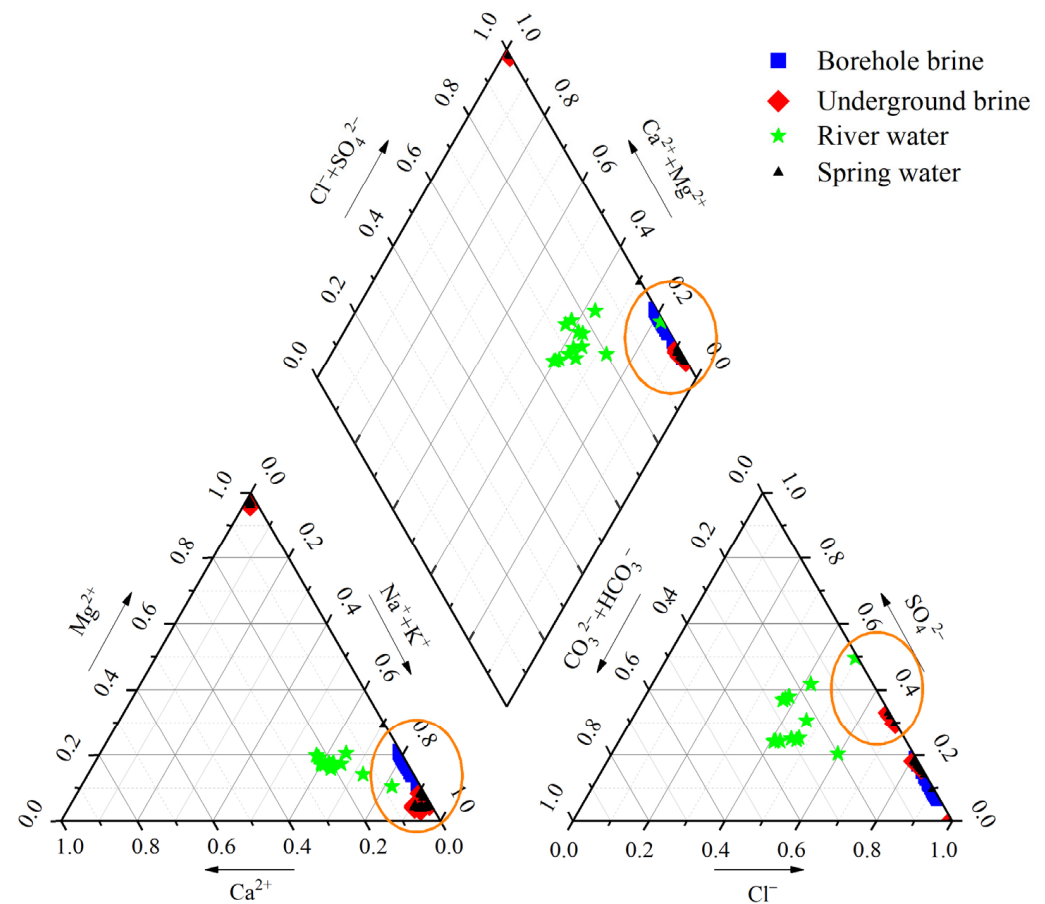 1.0 1.0
Borehole brine
Underground brine
River water
Spring water
0.8 0.8
Cl⁻+SO₄²⁻
Ca²⁺+Mg²⁺
0.6 0.6
0.4 0.4
0.2 0.2
0.0 0.0
1.0 0.0
0.0 1.0
0.8 0.2
0.2 0.8
Mg²⁺
Na⁺+K⁺
CO₃²⁻+HCO₃⁻
SO₄²⁻
0.6 0.4
0.4 0.6
0.4 0.6
0.6 0.4
0.2 0.8
0.8 0.2
0.0 1.0
1.0 0.0
1.0 0.8 0.6 0.4 0.2 0.0
0.0 0.2 0.4 0.6 0.8 1.0
Ca²⁺
Cl⁻